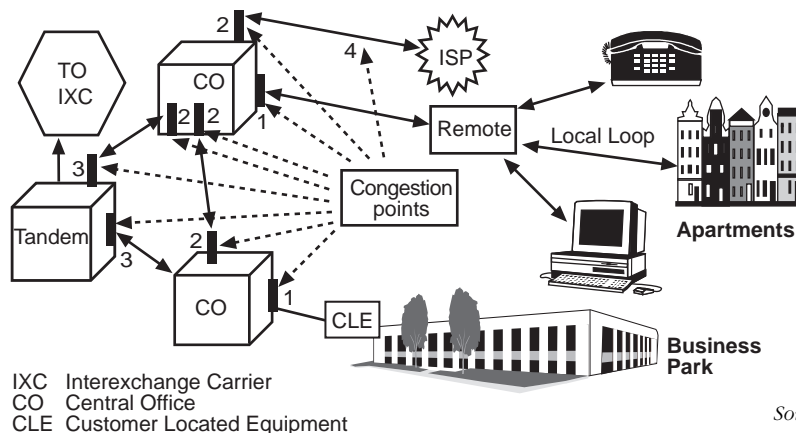 2
4
TO
IXC
CO
ISP
2 2
1
Remote
Local Loop
3
Congestion
points
Tandem
Apartments
2
3
CO
1
CLE
Business
Park
IXC Interexchange Carrier
CO Central Office
CLE Customer Located Equipment